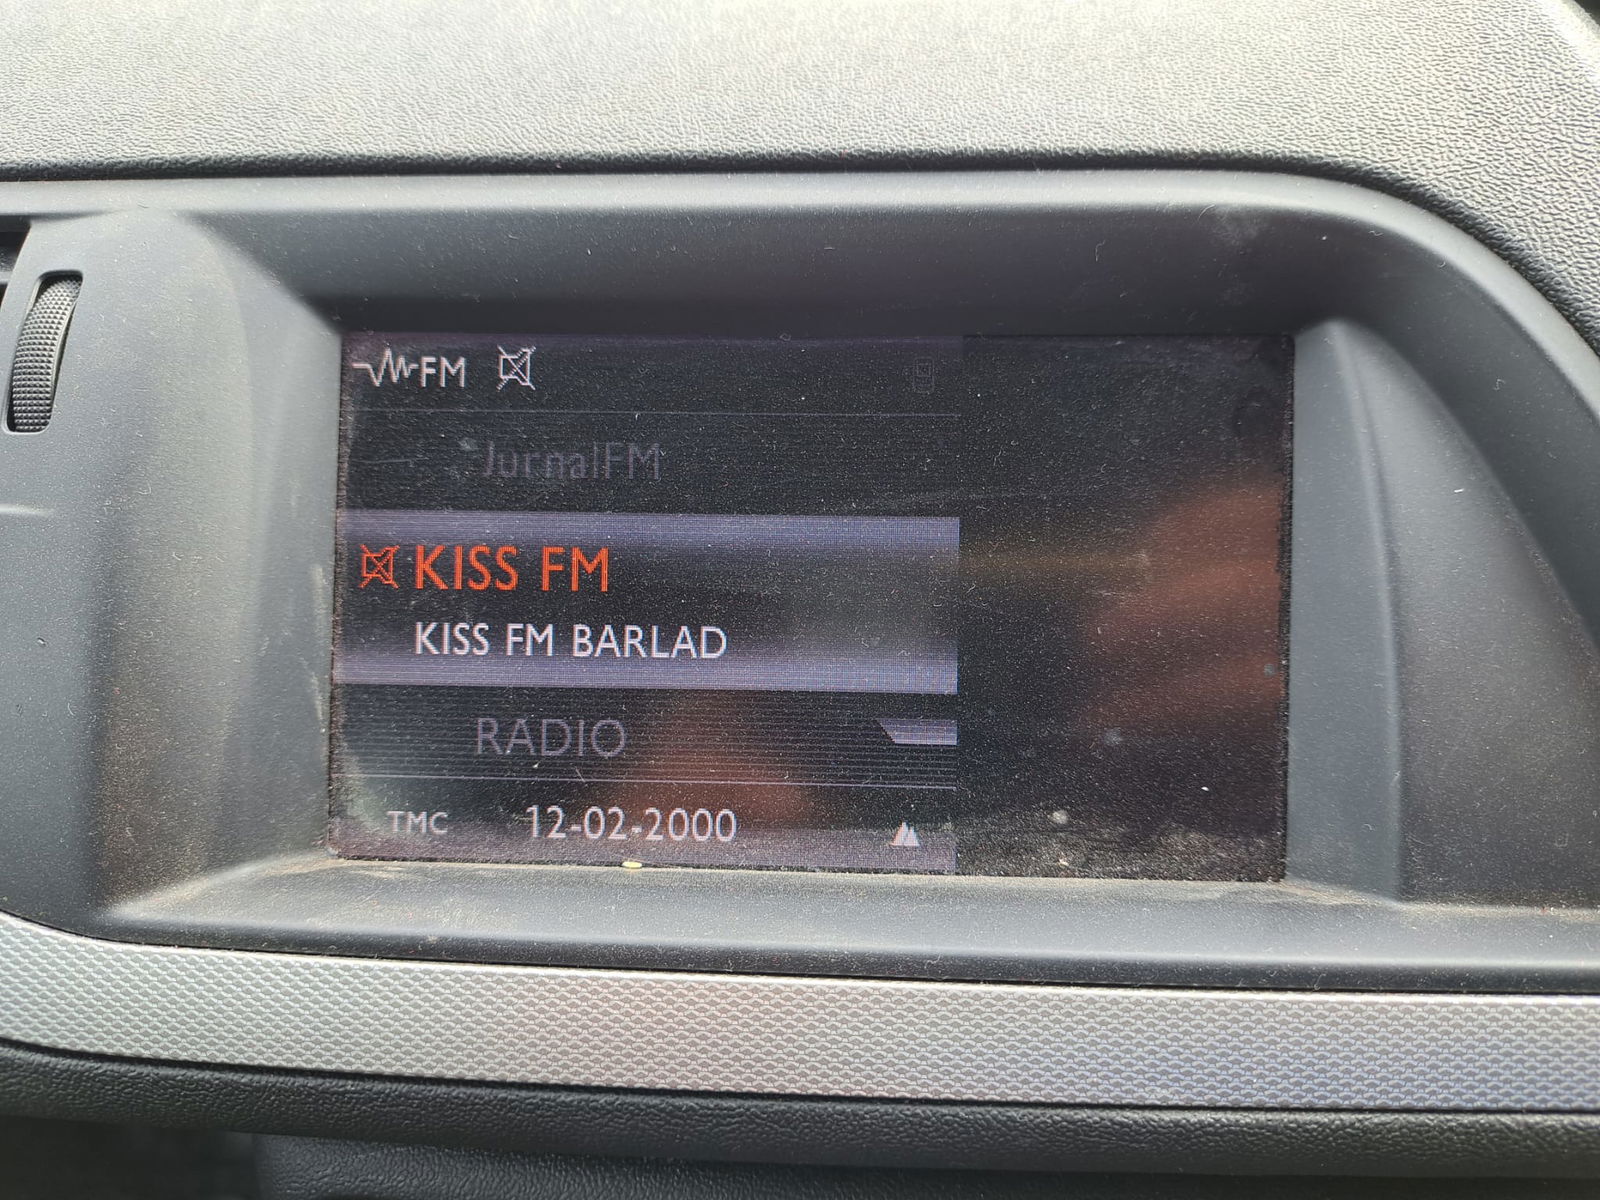 FM
JurnalFM
KISS FM
KISS FM BARLAD
RADIO
TMC 12-02-2000